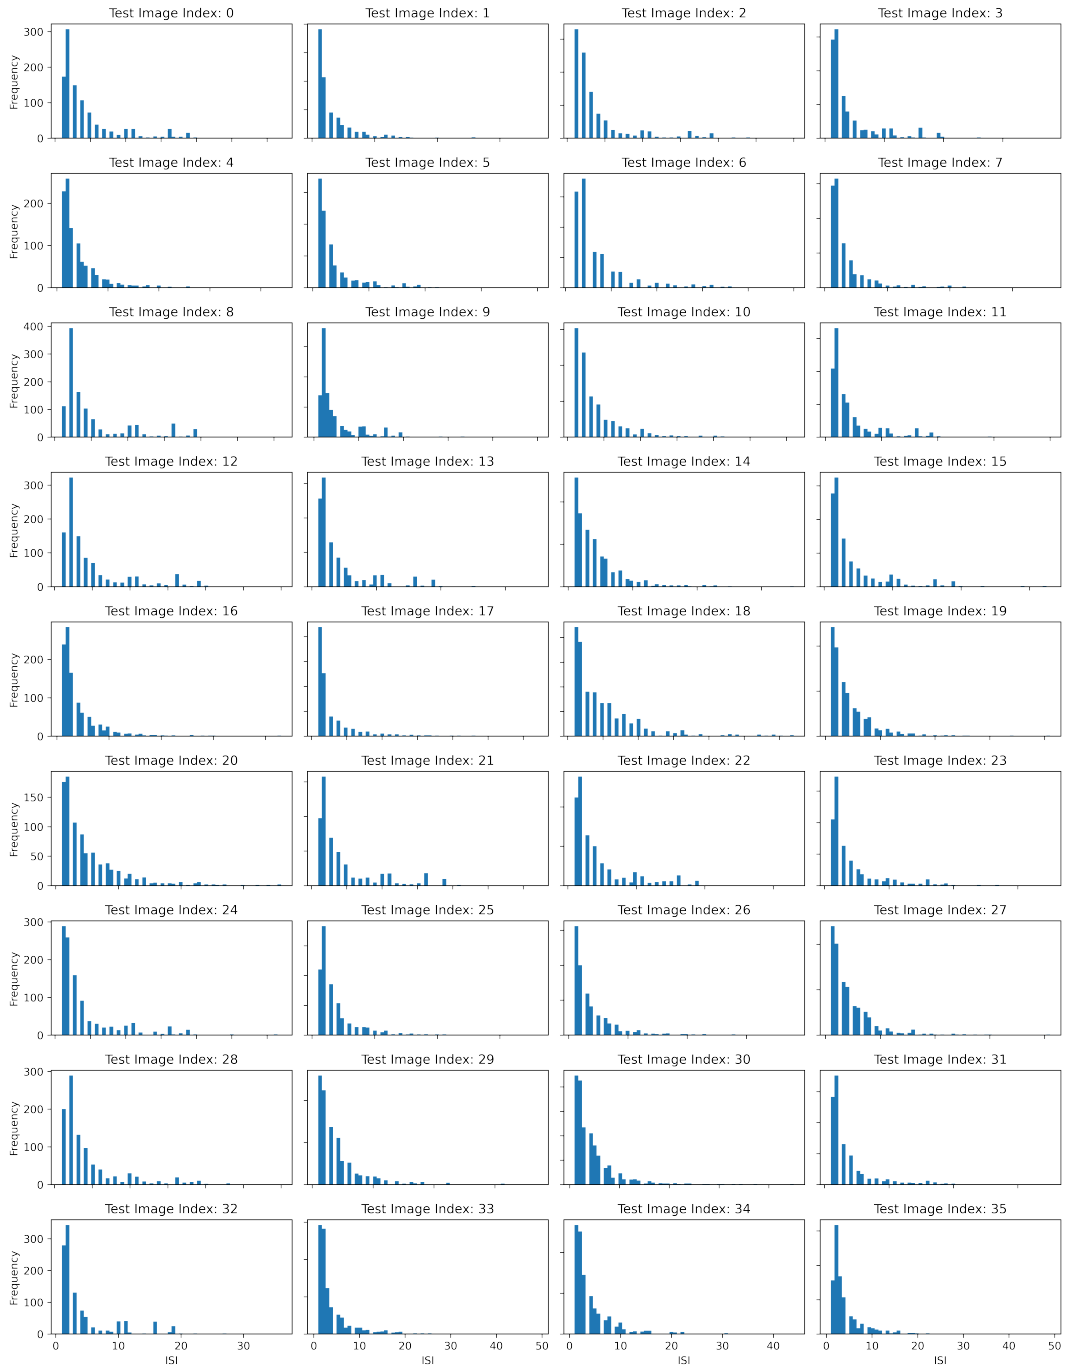 Test Image Index: 0 Test Image Index: 1 Test Image Index: 2 Test Image Index: 3
300
200
100
0
Frequency
Test Image Index: 4 Test Image Index: 5 Test Image Index: 6 Test Image Index: 7
200
100
0
Frequency
Test Image Index: 8 Test Image Index: 9 Test Image Index: 10 Test Image Index: 11
400
300
200
100
0
Frequency
Test Image Index: 12 Test Image Index: 13 Test Image Index: 14 Test Image Index: 15
300
200
100
0
Frequency
Test Image Index: 16 Test Image Index: 17 Test Image Index: 18 Test Image Index: 19
200
100
0
Frequency
Test Image Index: 20 Test Image Index: 21 Test Image Index: 22 Test Image Index: 23
150
100
50
0
Frequency
Test Image Index: 24 Test Image Index: 25 Test Image Index: 26 Test Image Index: 27
300
200
100
0
Frequency
Test Image Index: 28 Test Image Index: 29 Test Image Index: 30 Test Image Index: 31
300
200
100
0
Frequency
Test Image Index: 32 Test Image Index: 33 Test Image Index: 34 Test Image Index: 35
300
200
100
0
Frequency
0 10 20 30 0 10 20 30 40 50 0 10 20 30 40 0 10 20 30 40 50
ISI ISI ISI ISI